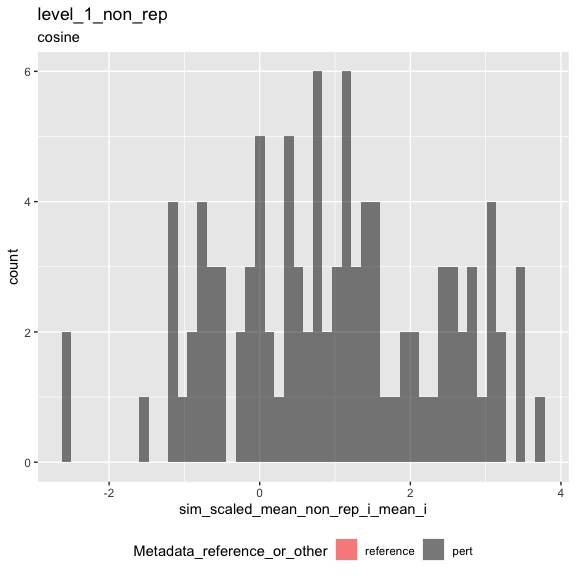 level_1_non_rep
cosine
6
4
2
0
count
-2 0 2 4
sim_scaled_mean_non_rep_i_mean_i
Metadata_reference_or_other reference pert